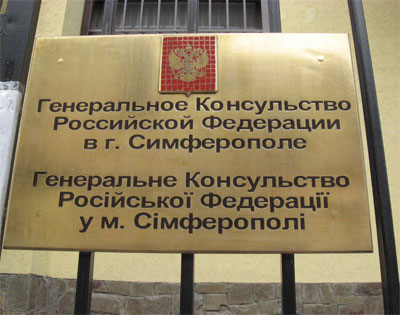 Генеральное Консульство
Российской Федерации
в г. Симферополе
Генеральне Консульство
Російської Федерації
у м. Сімферополі